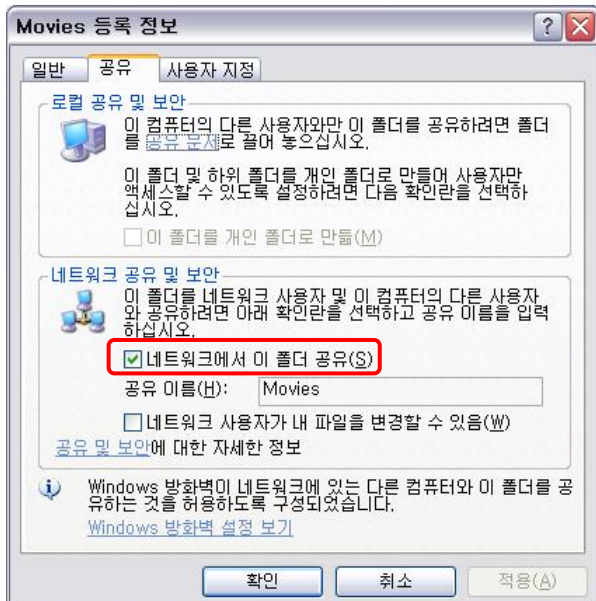 Movies 등록 정보
일반 공유 사용자 지정
로컬 공유 및 보안
이 컴퓨터의 다른 사용자와만 이 폴더를 공유하려면 폴더
를 공유 문서로 끌어 놓으십시오.
이 폴더 및 하위 폴더를 개인 폴더로 만들어 사용자만
액세스할 수 있도록 설정하려면 다음 확인란을 선택하
십시오.
이 폴더를 개인 폴더로 만듦(M)
네트워크 공유 및 보안
이 폴더를 네트워크 사용자 및 이 컴퓨터의 다른 사용자
와 공유하려면 아래 확인란을 선택하고 공유 이름을 입력
하십시오.
네트워크에서 이 폴더 공유(S)
공유 이름(H): Movies
네트워크 사용자가 내 파일을 변경할 수 있음(W)
공유 및 보안에 대한 자세한 정보
Windows 방화벽이 네트워크에 있는 다른 컴퓨터와 이 폴더를 공
유하는 것을 허용하도록 구성되었습니다.
Windows 방화벽 설정 보기
확인 취소 적용(A)